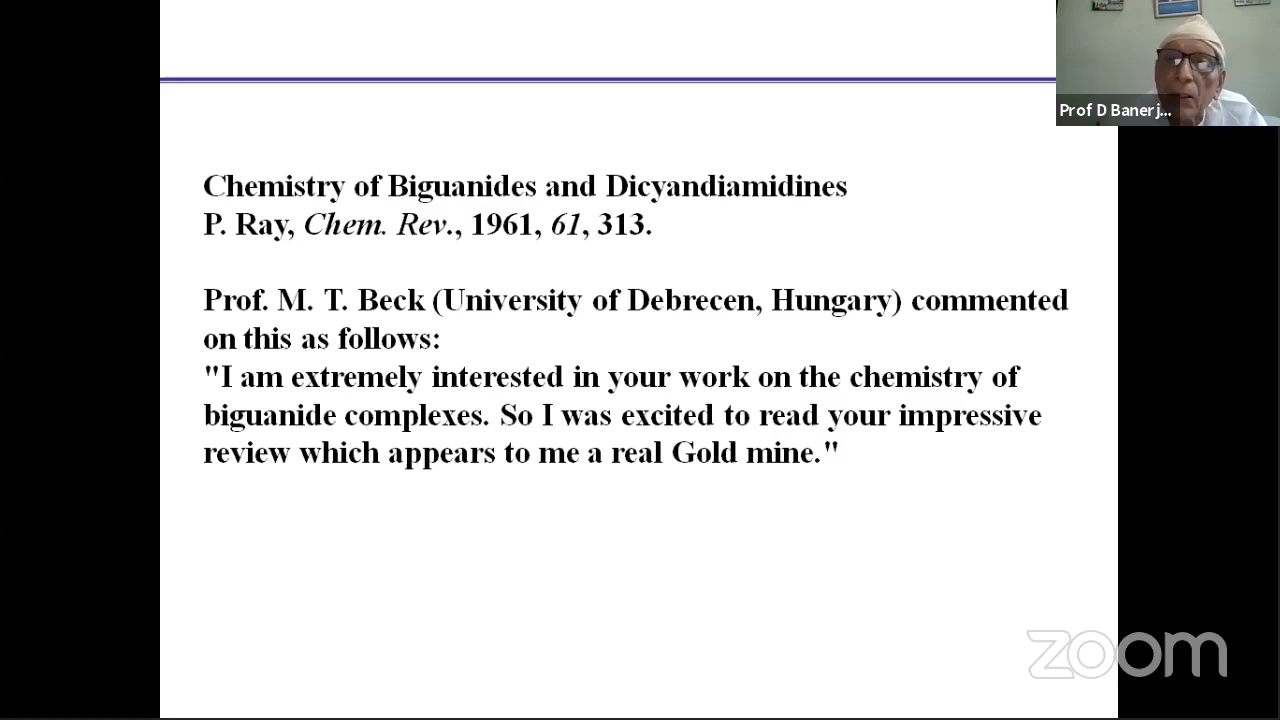 Prof D Banerj...
Chemistry of Biguanides and Dicyandiamidines
P. Ray, Chem. Rev., 1961, 61, 313.
Prof. M. T. Beck (University of Debrecen, Hungary) commented
on this as follows:
"I am extremely interested in your work on the chemistry of
biguanide complexes. So I was excited to read your impressive
review which appears to me a real Gold mine."
zoom